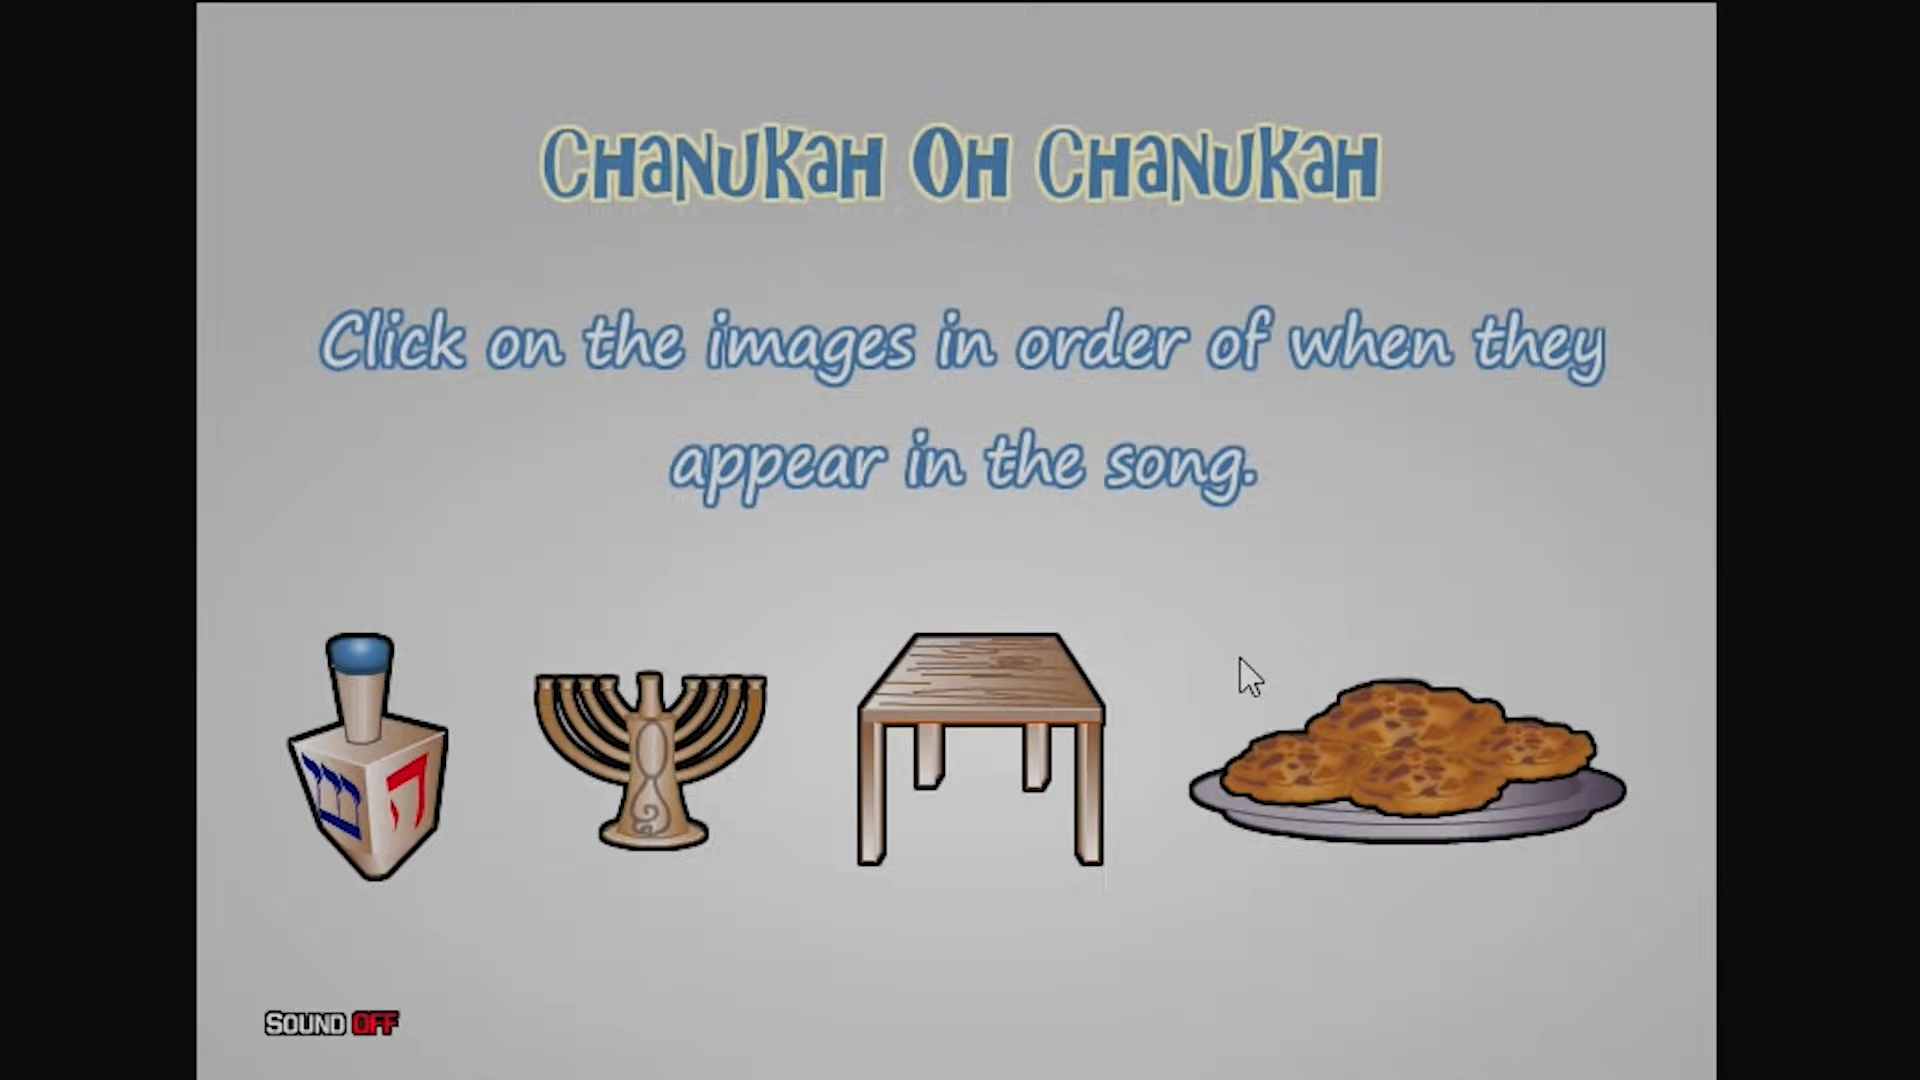 Chanukah Oh Chanukah
Click on the images in order of when they
appear in the song.
ש ה
Sound OFF